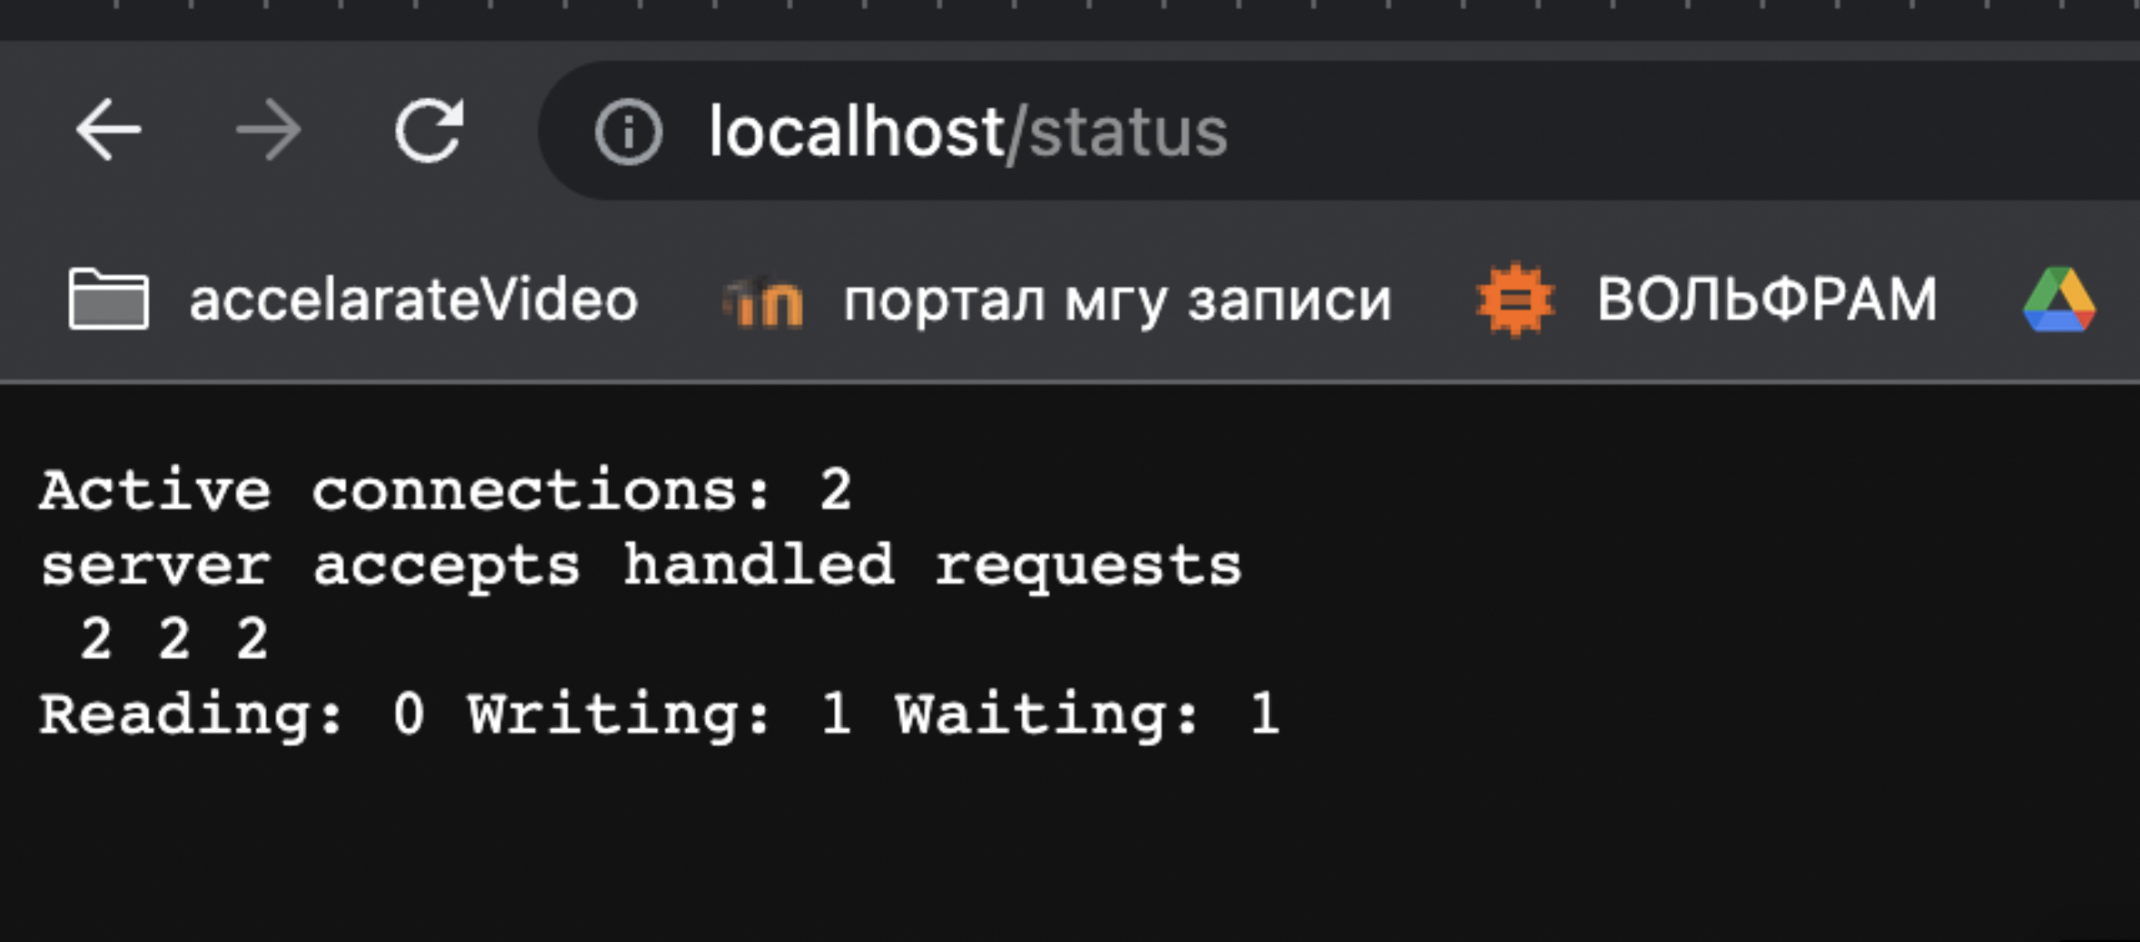 localhost/status
accelarateVideo портал мгу записи ВОЛЬФРАМ
Active connections: 2
server accepts handled requests
2 2 2
Reading: 0 Writing: 1 Waiting: 1